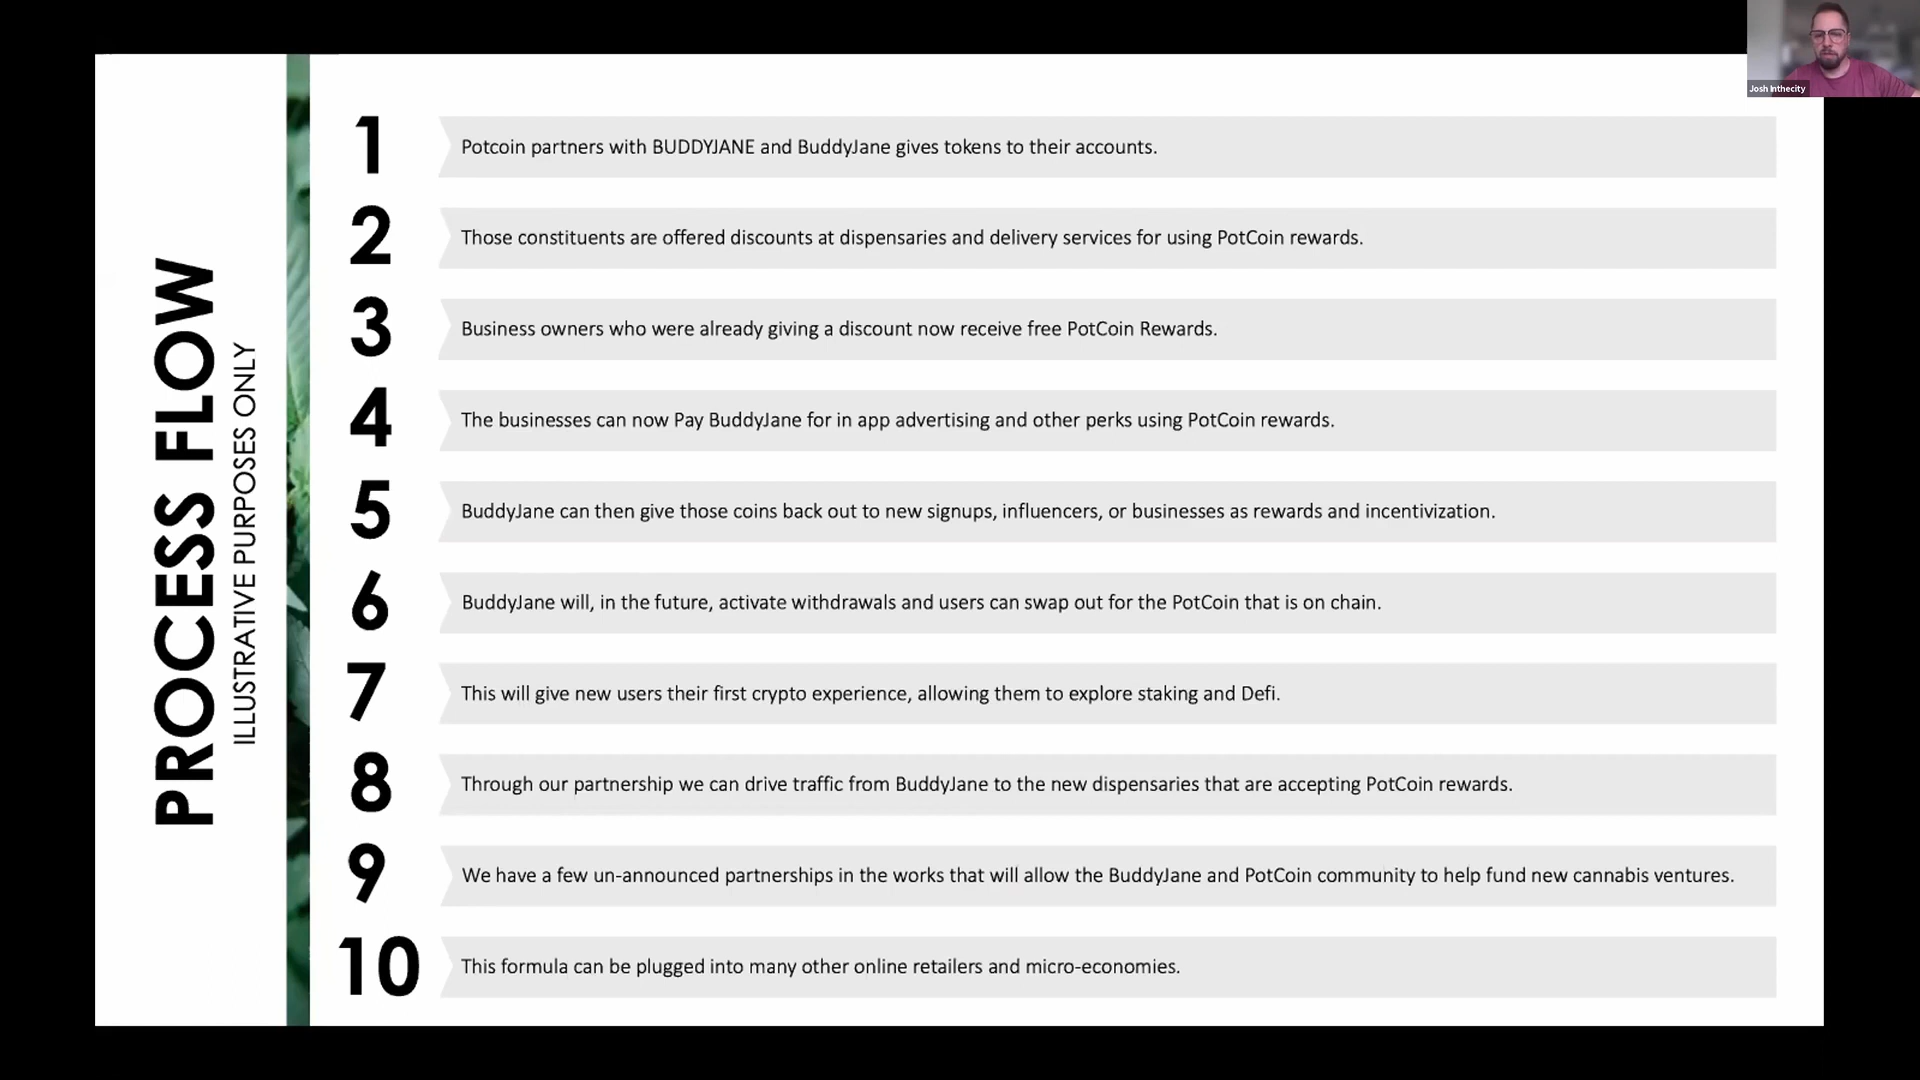 Josh Inthecity
PROCESS FLOW
ILLUSTRATIVE PURPOSES ONLY
1
Potcoin partners with BUDDYJANE and BuddyJane gives tokens to their accounts.
2
Those constituents are offered discounts at dispensaries and delivery services for using PotCoin rewards.
3
Business owners who were already giving a discount now receive free PotCoin Rewards.
4
The businesses can now Pay BuddyJane for in app advertising and other perks using PotCoin rewards.
5
BuddyJane can then give those coins back out to new signups, influencers, or businesses as rewards and incentivization.
6
BuddyJane will, in the future, activate withdrawals and users can swap out for the PotCoin that is on chain.
7
This will give new users their first crypto experience, allowing them to explore staking and Defi.
8
Through our partnership we can drive traffic from BuddyJane to the new dispensaries that are accepting PotCoin rewards.
9
We have a few un-announced partnerships in the works that will allow the BuddyJane and PotCoin community to help fund new cannabis ventures.
10
This formula can be plugged into many other online retailers and micro-economies.